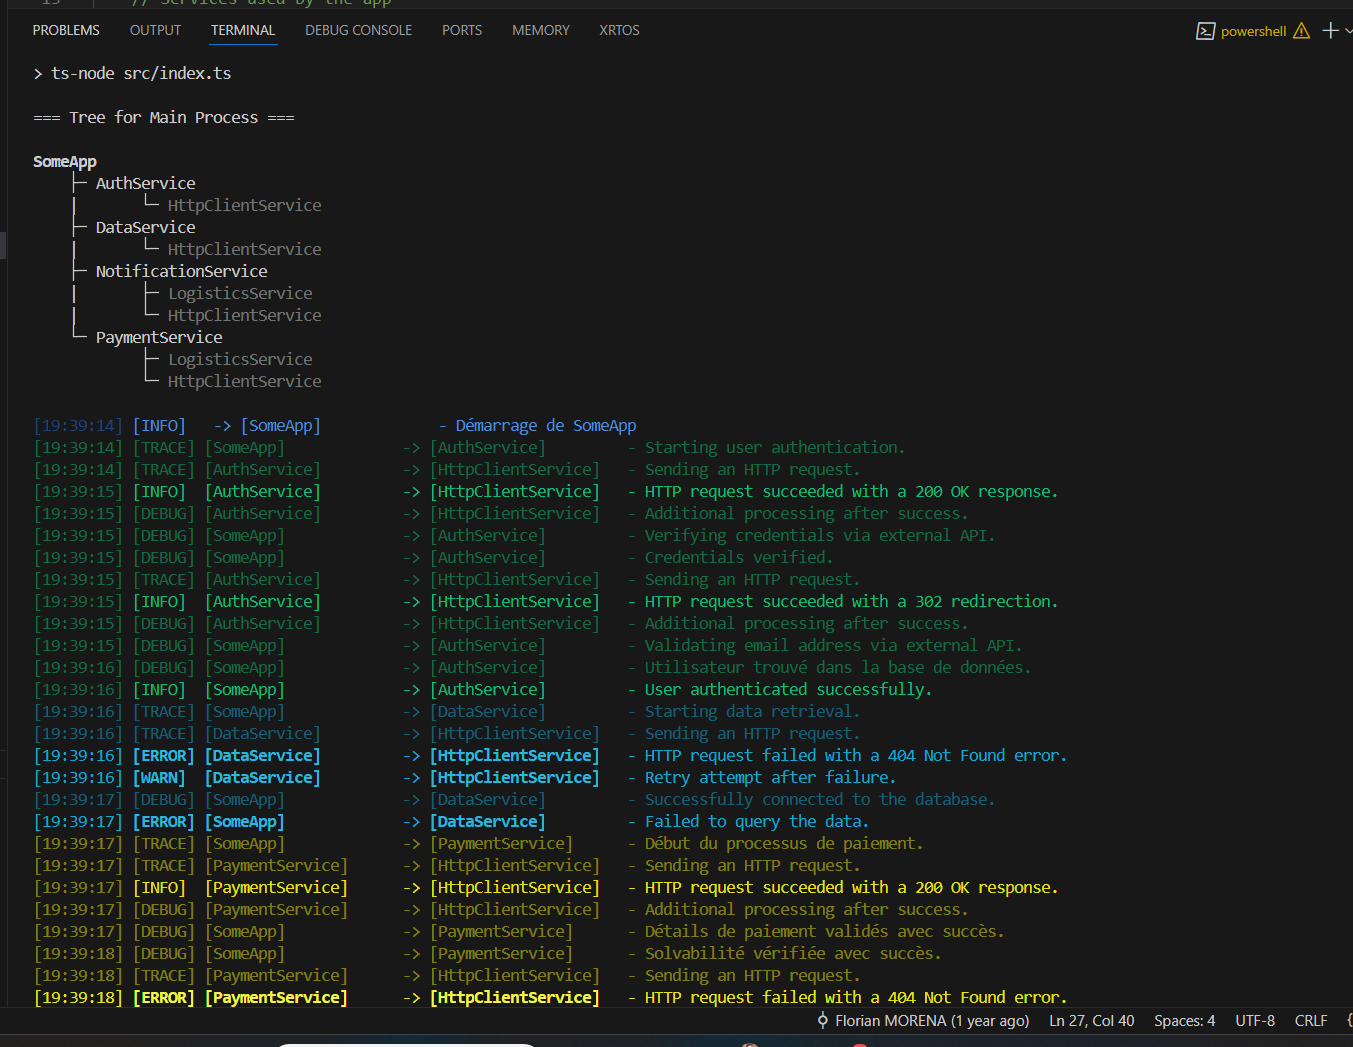 // Services used by the app
PROBLEMS OUTPUT TERMINAL DEBUG CONSOLE PORTS MEMORY XRTOS powershell
> ts-node src/index.ts
=== Tree for Main Process ===
SomeApp
├─ AuthService
│ └─ HttpClientService
├─ DataService
│ └─ HttpClientService
├─ NotificationService
│ ├─ LogisticsService
│ └─ HttpClientService
└─ PaymentService
├─ LogisticsService
└─ HttpClientService
[19:39:14] [INFO] -> [SomeApp] - Démarrage de SomeApp
[19:39:14] [TRACE] [SomeApp] -> [AuthService] - Starting user authentication.
[19:39:14] [TRACE] [AuthService] -> [HttpClientService] - Sending an HTTP request.
[19:39:15] [INFO] [AuthService] -> [HttpClientService] - HTTP request succeeded with a 200 OK response.
[19:39:15] [DEBUG] [AuthService] -> [HttpClientService] - Additional processing after success.
[19:39:15] [DEBUG] [SomeApp] -> [AuthService] - Verifying credentials via external API.
[19:39:15] [DEBUG] [SomeApp] -> [AuthService] - Credentials verified.
[19:39:15] [TRACE] [AuthService] -> [HttpClientService] - Sending an HTTP request.
[19:39:15] [INFO] [AuthService] -> [HttpClientService] - HTTP request succeeded with a 302 redirection.
[19:39:15] [DEBUG] [AuthService] -> [HttpClientService] - Additional processing after success.
[19:39:15] [DEBUG] [SomeApp] -> [AuthService] - Validating email address via external API.
[19:39:16] [DEBUG] [SomeApp] -> [AuthService] - Utilisateur trouvé dans la base de données.
[19:39:16] [INFO] [SomeApp] -> [AuthService] - User authenticated successfully.
[19:39:16] [TRACE] [SomeApp] -> [DataService] - Starting data retrieval.
[19:39:16] [TRACE] [DataService] -> [HttpClientService] - Sending an HTTP request.
[19:39:16] [ERROR] [DataService] -> [HttpClientService] - HTTP request failed with a 404 Not Found error.
[19:39:16] [WARN] [DataService] -> [HttpClientService] - Retry attempt after failure.
[19:39:17] [DEBUG] [SomeApp] -> [DataService] - Successfully connected to the database.
[19:39:17] [ERROR] [SomeApp] -> [DataService] - Failed to query the data.
[19:39:17] [TRACE] [SomeApp] -> [PaymentService] - Début du processus de paiement.
[19:39:17] [TRACE] [PaymentService] -> [HttpClientService] - Sending an HTTP request.
[19:39:17] [INFO] [PaymentService] -> [HttpClientService] - HTTP request succeeded with a 200 OK response.
[19:39:17] [DEBUG] [PaymentService] -> [HttpClientService] - Additional processing after success.
[19:39:17] [DEBUG] [SomeApp] -> [PaymentService] - Détails de paiement validés avec succès.
[19:39:18] [DEBUG] [SomeApp] -> [PaymentService] - Solvabilité vérifiée avec succès.
[19:39:18] [TRACE] [PaymentService] -> [HttpClientService] - Sending an HTTP request.
[19:39:18] [ERROR] [PaymentService] -> [HttpClientService] - HTTP request failed with a 404 Not Found error.
Florian MORENA (1 year ago) Ln 27, Col 40 Spaces: 4 UTF-8 CRLF {